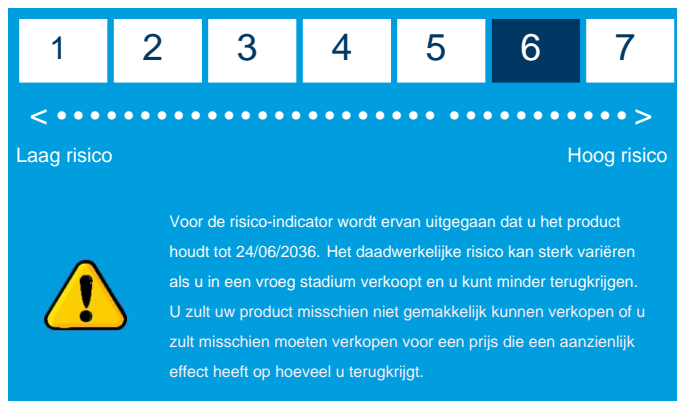 1 2 3 4 5 6 7
< >
Laag risico Hoog risico
Voor de risico-indicator wordt ervan uitgegaan dat u het product
houdt tot 24/06/2036. Het daadwerkelijke risico kan sterk variëren
als u in een vroeg stadium verkoopt en u kunt minder terugkrijgen.
U zult uw product misschien niet gemakkelijk kunnen verkopen of u
zult misschien moeten verkopen voor een prijs die een aanzienlijk
effect heeft op hoeveel u terugkrijgt.